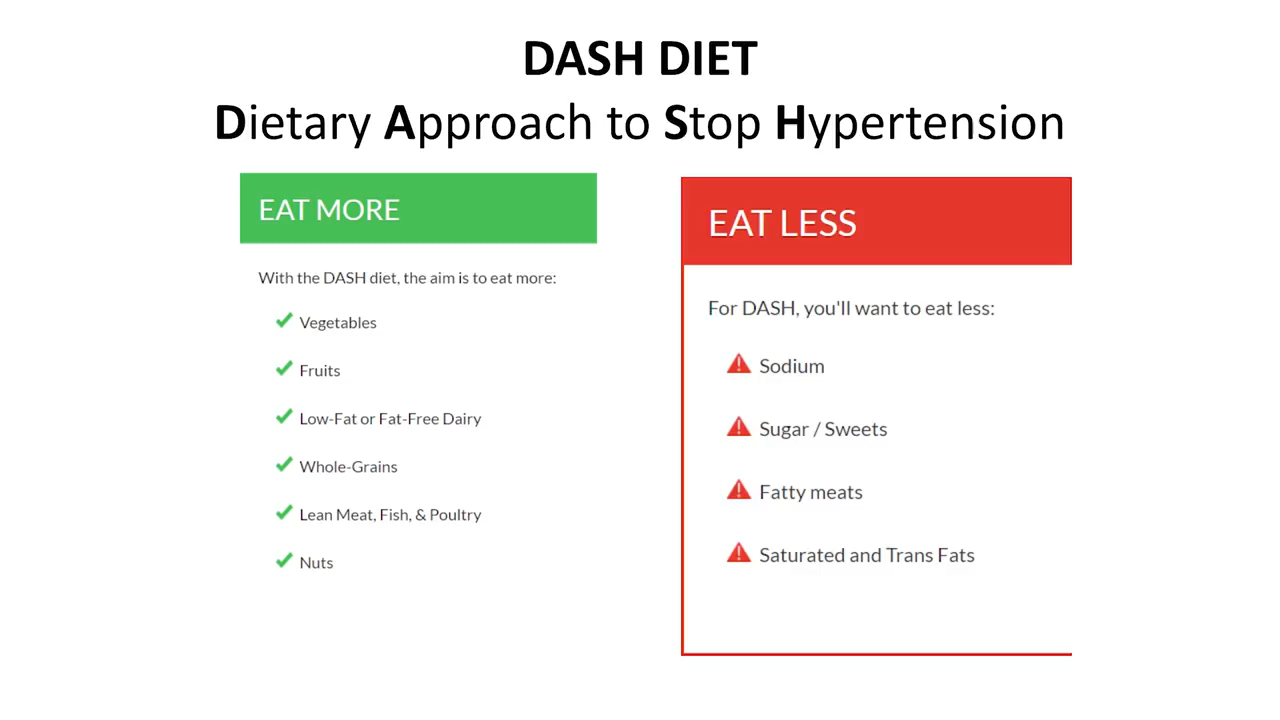 DASH DIET
Dietary Approach to Stop Hypertension
EAT MORE
With the DASH diet, the aim is to eat more:
Vegetables
Fruits
Low-Fat or Fat-Free Dairy
Whole-Grains
Lean Meat, Fish, & Poultry
Nuts
EAT LESS
For DASH, you'll want to eat less:
Sodium
Sugar / Sweets
Fatty meats
Saturated and Trans Fats